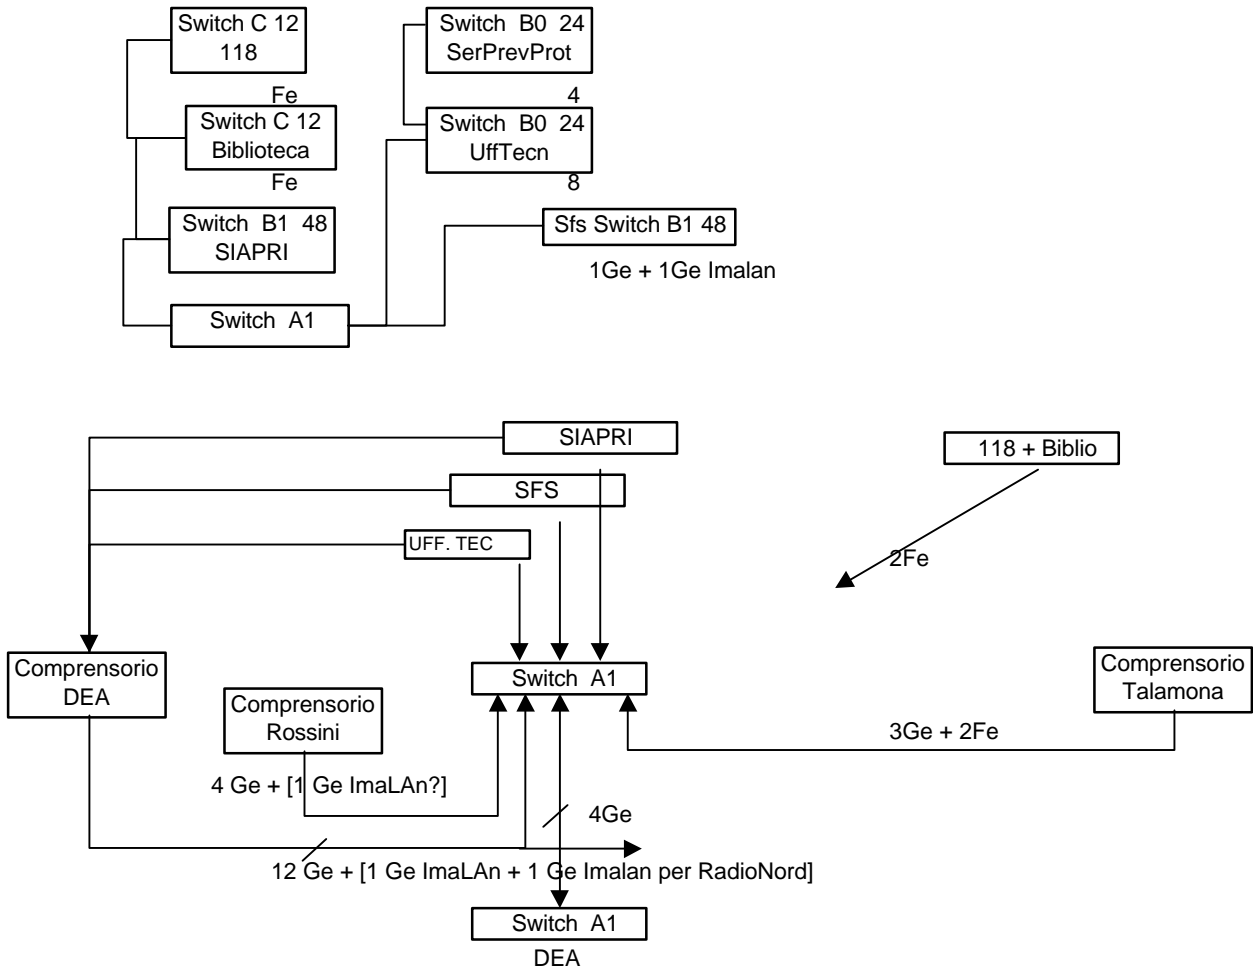 Switch C 12
118
Fe
Switch C 12
Biblioteca
Fe
Switch B1 48
SIAPRI
Switch A1
Switch B0 24
SerPrevProt
4
Switch B0 24
UffTecn
8
Sfs Switch B1 48
1Ge + 1Ge Imalan
SIAPRI
118 + Biblio
SFS
UFF. TEC
2Fe
Comprensorio
DEA
Switch A1
Comprensorio
Talamona
Comprensorio
Rossini
3Ge + 2Fe
4 Ge + [1 Ge ImaLAn?]
4Ge
12 Ge + [1 Ge ImaLAn + 1 Ge Imalan per RadioNord]
Switch A1
DEA